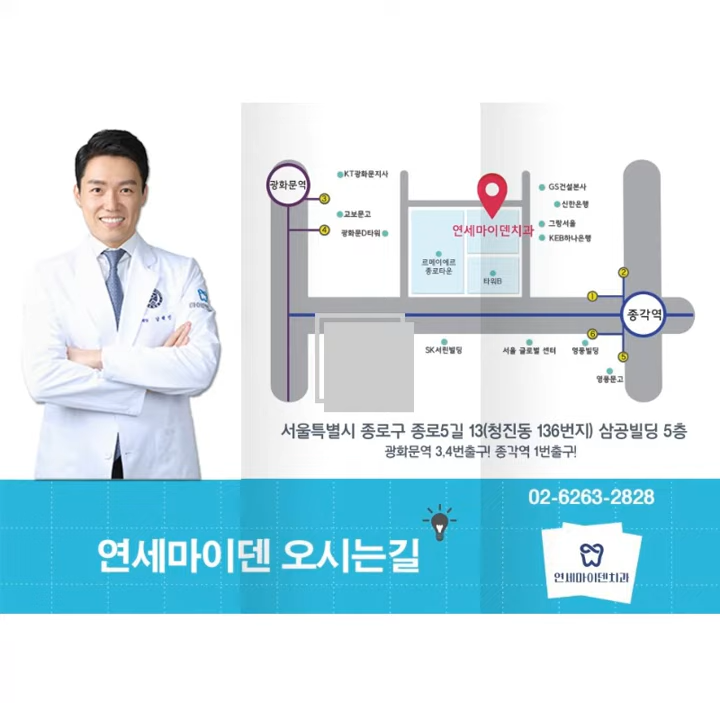 광화문역
3
4
KT광화문지사
교보문고
광화문D타워
연세마이덴치과
르메이에르
종로타운
타워B
GS건설본사
신한은행
그랑서울
KEB하나은행
2
1
종각역
6
5
SK서린빌딩
서울 글로벌 센터
영풍빌딩
영풍문고
서울특별시 종로구 종로5길 13(청진동 136번지) 삼공빌딩 5층
광화문역 3,4번출구! 종각역 1번출구!
02-6263-2828
연세마이덴 오시는길
연세마이덴치과